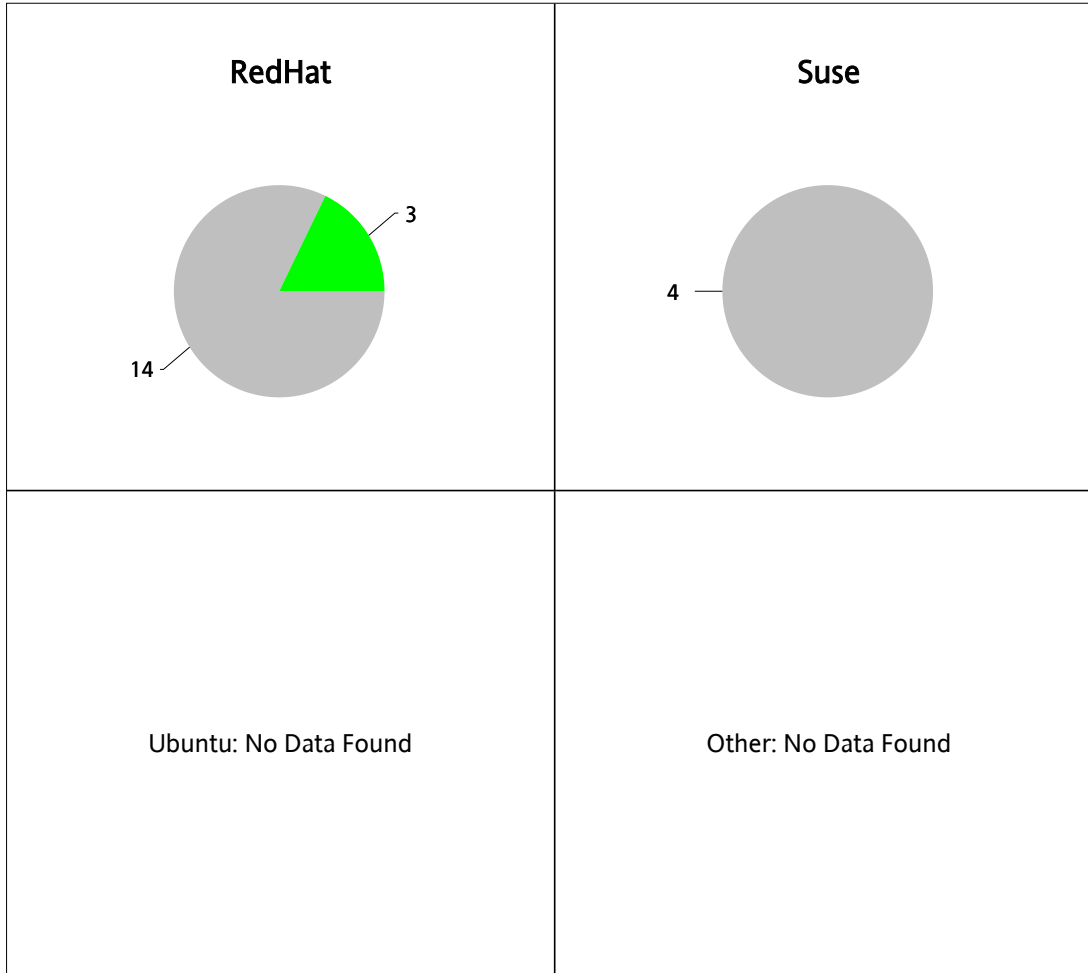 RedHat
3
14
Suse
4
Ubuntu: No Data Found
Other: No Data Found